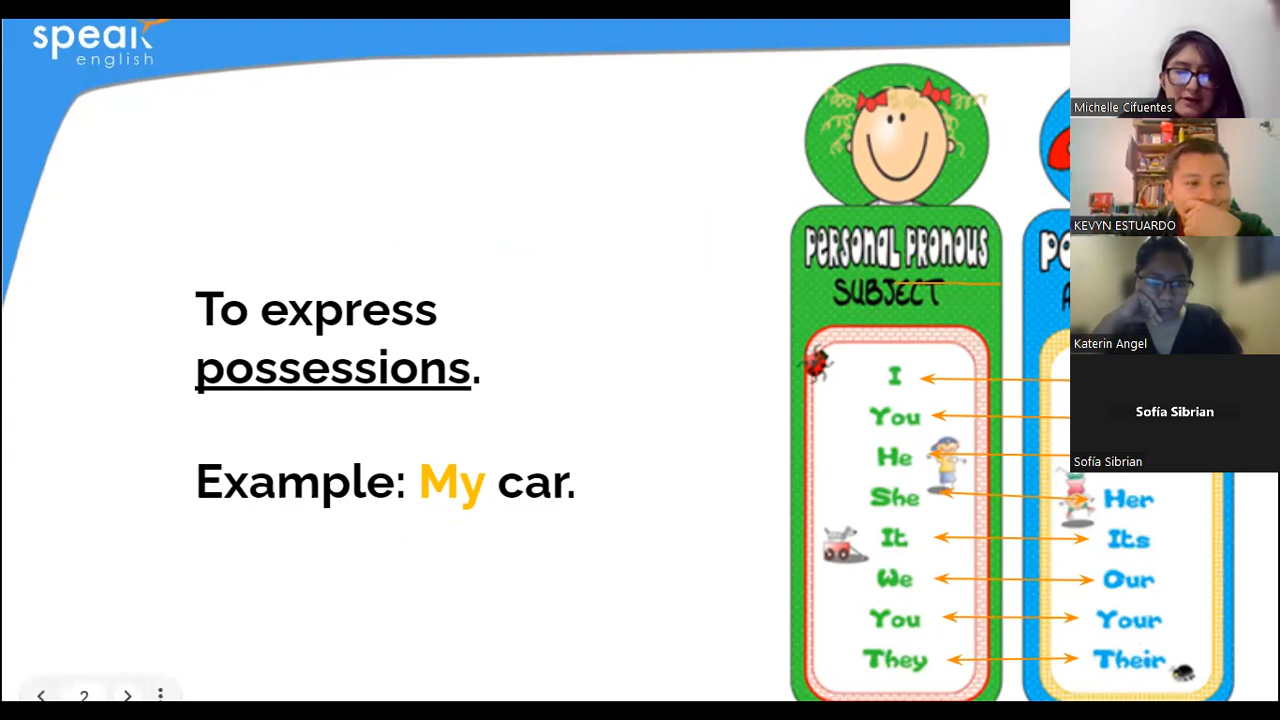 speak
english
To express
possessions.
Example: My car.
PERSONAL PRONOUS
SUBJECT
I
You
He
She
It
We
You
They
Her
Its
Our
Your
Their
2
Michelle Cifuentes
KEVYN ESTUARDO
Katerin Angel
Sofía Sibrian
Sofía Sibrian